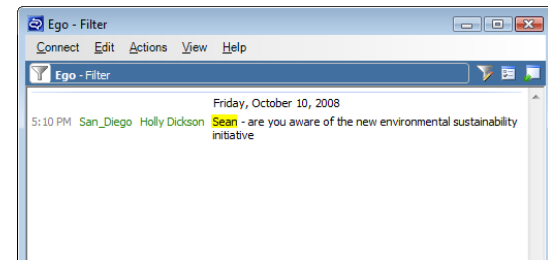 Ego - Filter
Connect Edit Actions View Help
Ego - Filter
Friday, October 10, 2008
5:10 PM San_Diego Holly Dickson Sean - are you aware of the new environmental sustainability
initiative